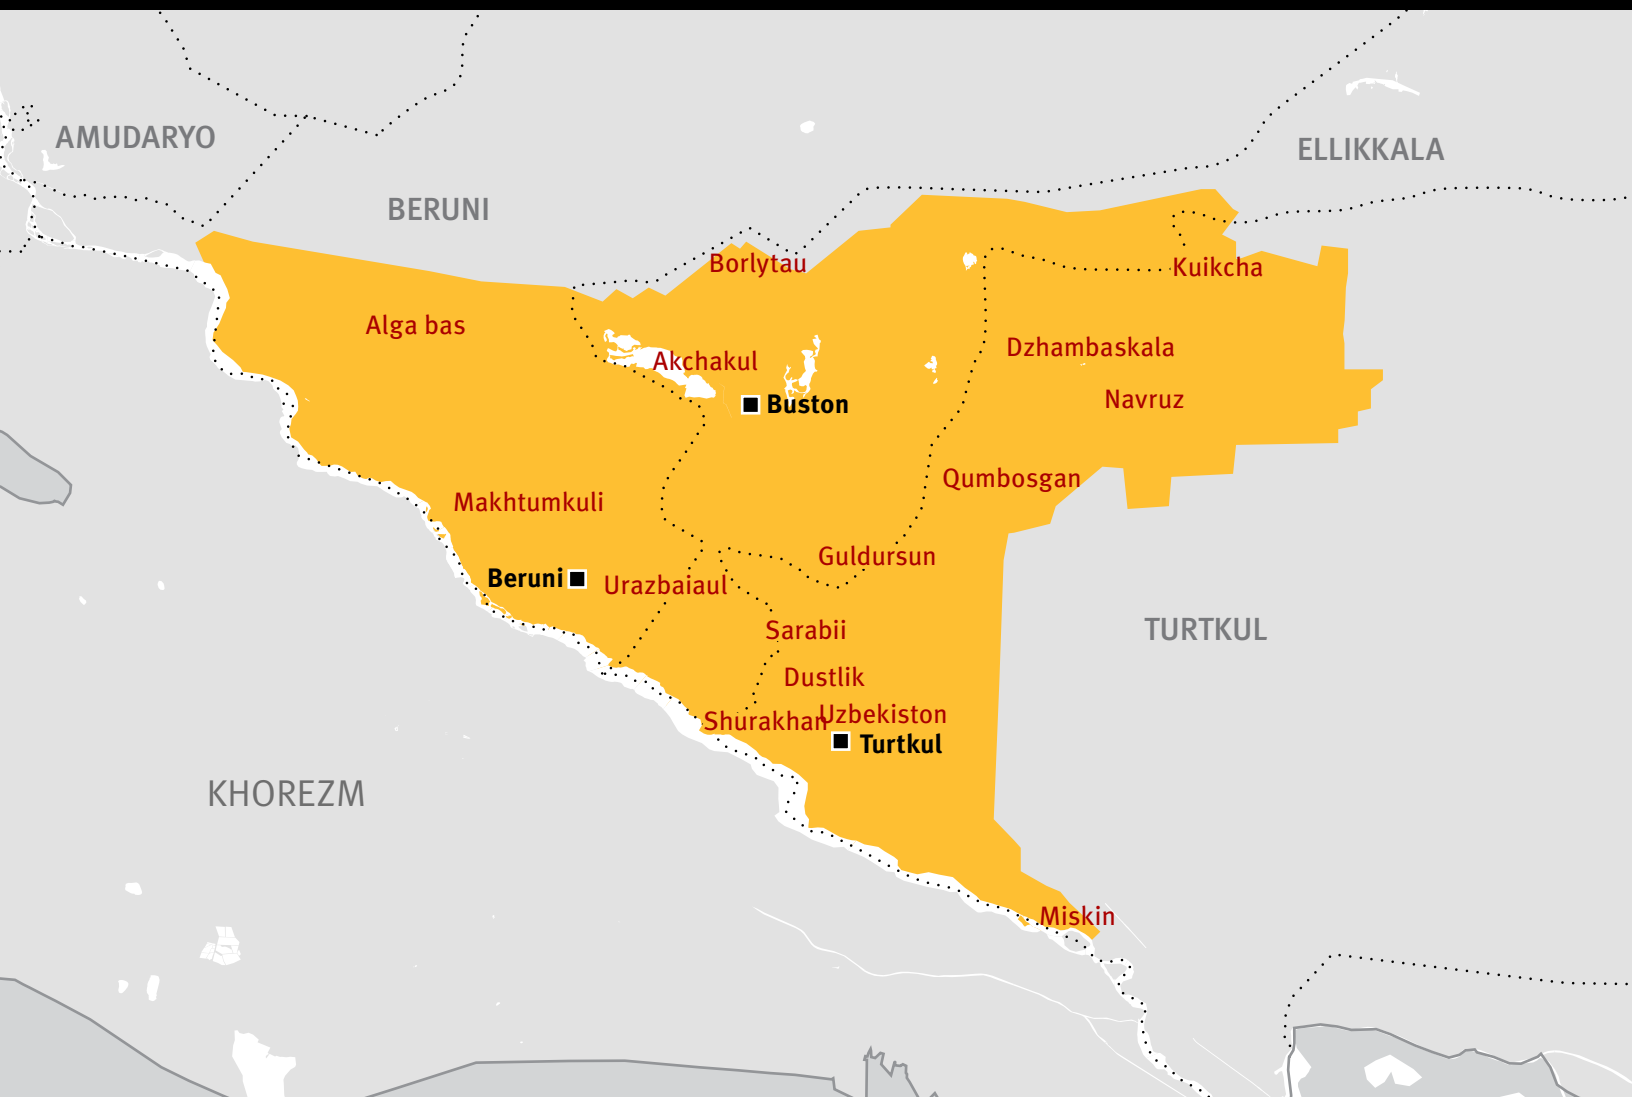 AMUDARYO
ELLIKKALA
BERUNI
Borlytau
Kuikcha
Alga bas
Dzhambaskala
Akchakul
Navruz
Buston
Qumbosgan
Makhtumkuli
Guldursun
Beruni
Urazbaiaul
Sarabii
TURTKUL
Dustlik
Shurakhan
Uzbekiston
Turtkul
KHOREZM
Miskin